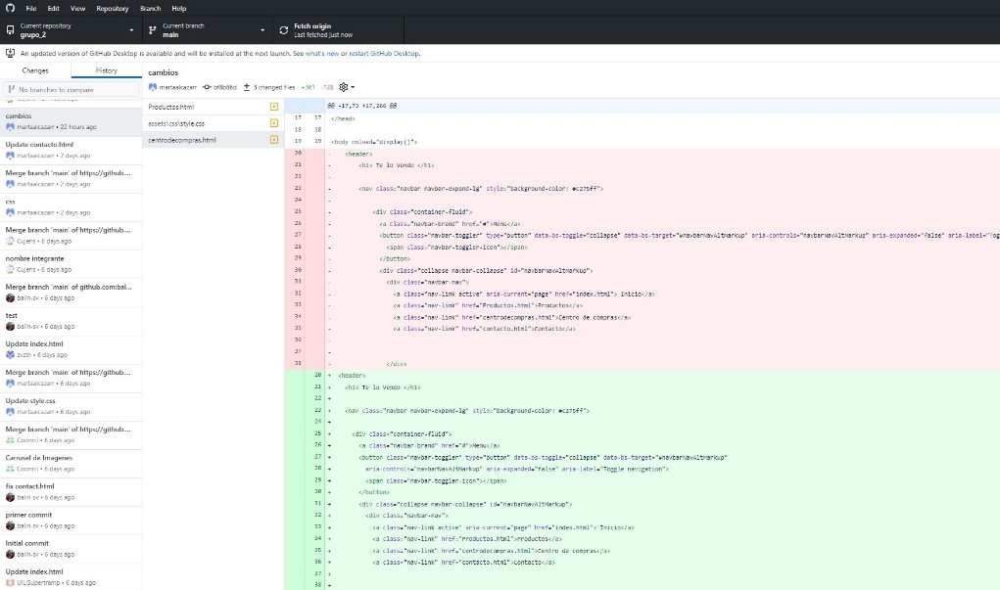 File Edit View Repository Branch Help
Current repository
grupo_2
Current branch
main
Fetch origin
Last fetched just now
An updated version of GitHub Desktop is available and will be installed at the next launch. See what's new or restart GitHub Desktop.
Changes
History
No branches to compare
cambios
martaalcazarr • 22 hours ago
Update contacto.html
martaalcazarr • 2 days ago
Merge branch 'main' of https://github....
martaalcazarr • 2 days ago
css
martaalcazarr • 2 days ago
Merge branch 'main' of https://github....
Cujens • 6 days ago
nombre integrante
Cujens • 6 days ago
Merge branch 'main' of github.com:bal...
balin-sv • 6 days ago
test
balin-sv • 6 days ago
Update index.html
zvztn • 6 days ago
Merge branch 'main' of https://github....
martaalcazarr • 6 days ago
Update style.css
martaalcazarr • 6 days ago
Merge branch 'main' of https://github....
Coonrii • 6 days ago
Carrusel de Imagenes
Coonrii • 6 days ago
fix contact.html
balin-sv • 6 days ago
primer commit
balin-sv • 6 days ago
Initial commit
balin-sv • 6 days ago
Update index.html
UiLiSupertramp • 6 days ago
cambios
martaalcazarr 3 changed files +361 -128
Productos.html
assets\css\style.css
centrodecompras.html
@@ -17,73 +17,266 @@
17 17 </head>
18 18
19 19 <body onload="display()">
20 - <header>
21 - <h1> Te lo Vendo </h1>
22 -
23 - <nav class="navbar navbar-expand-lg" style="background-color: #c275ff">
24 -
25 - <div class="container-fluid">
26 - <a class="navbar-brand" href="#">Menu</a>
27 - <button class="navbar-toggler" type="button" data-bs-toggle="collapse" data-bs-target="#navbarNavAltMarkup" aria-controls="navbarNavAltMarkup" aria-expanded="false" aria-label="Tog
28 - <span class="navbar-toggler-icon"></span>
29 - </button>
30 - <div class="collapse navbar-collapse" id="navbarNavAltMarkup">
31 - <div class="navbar-nav">
32 - <a class="nav-link active" aria-current="page" href="index.html"> Inicio</a>
33 - <a class="nav-link" href="Productos.html">Productos</a>
34 - <a class="nav-link" href="centrodecompras.html">Centro de compras</a>
35 - <a class="nav-link" href="contacto.html">Contacto</a>
36 -
37 -
38 - </div>
20 + <header>
21 + <h1> Te lo Vendo </h1>
22 +
23 + <nav class="navbar navbar-expand-lg" style="background-color: #c275ff">
24 +
25 + <div class="container-fluid">
26 + <a class="navbar-brand" href="#">Menu</a>
27 + <button class="navbar-toggler" type="button" data-bs-toggle="collapse" data-bs-target="#navbarNavAltMarkup"
28 + aria-controls="navbarNavAltMarkup" aria-expanded="false" aria-label="Toggle navigation">
29 + <span class="navbar-toggler-icon"></span>
30 + </button>
31 + <div class="collapse navbar-collapse" id="navbarNavAltMarkup">
32 + <div class="navbar-nav">
33 + <a class="nav-link active" aria-current="page" href="index.html"> Inicio</a>
34 + <a class="nav-link" href="Productos.html">Productos</a>
35 + <a class="nav-link" href="centrodecompras.html">Centro de compras</a>
36 + <a class="nav-link" href="contacto.html">Contacto</a>
37 +
38 +